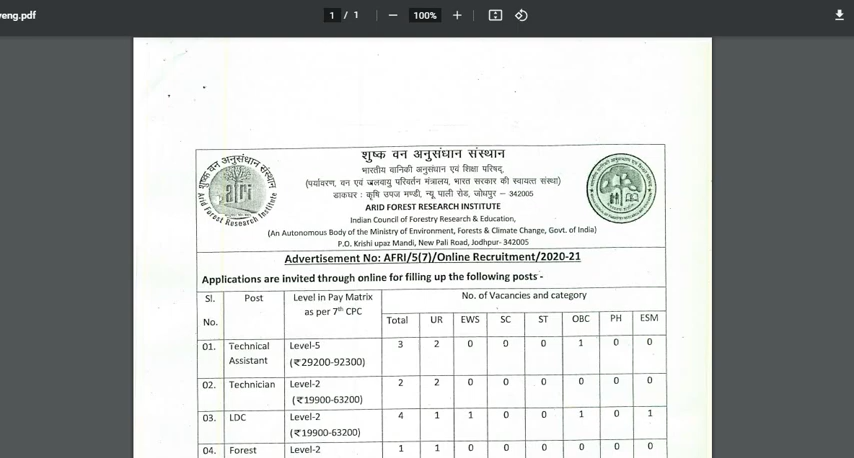 veng.pdf
1 / 1
100%
शुष्क वन अनुसंधान संस्थान
भारतीय वानिकी अनुसंधान एवं शिक्षा परिषद्,
(पर्यावरण, वन एवं जलवायु परिवर्तन मंत्रालय, भारत सरकार की स्वायत्त संस्था)
डाकघर : कृषि उपज मण्डी, न्यू पाली रोड, जोधपुर – 342005
ARID FOREST RESEARCH INSTITUTE
Indian Council of Forestry Research & Education,
(An Autonomous Body of the Ministry of Environment, Forests & Climate Change, Govt. of India)
P.O. Krishi upaz Mandi, New Pali Road, Jodhpur- 342005
शुष्क वन अनुसंधान संस्थान
afri
Arid Forest Research Institute
Advertisement No: AFRI/5(7)/Online Recruitment/2020-21
Applications are invited through online for filling up the following posts -
Sl. No. Post Level in Pay Matrix as per 7th CPC No. of Vacancies and category
Total UR EWS SC ST OBC PH ESM
01. Technical Assistant Level-5 3 2 0 0 0 1 0 0
(₹29200-92300)
02. Technician Level-2 2 2 0 0 0 0 0 0
(₹19900-63200)
03. LDC Level-2 4 1 1 0 0 1 0 1
(₹19900-63200)
04. Forest Level-2 1 1 0 0 0 0 0 0